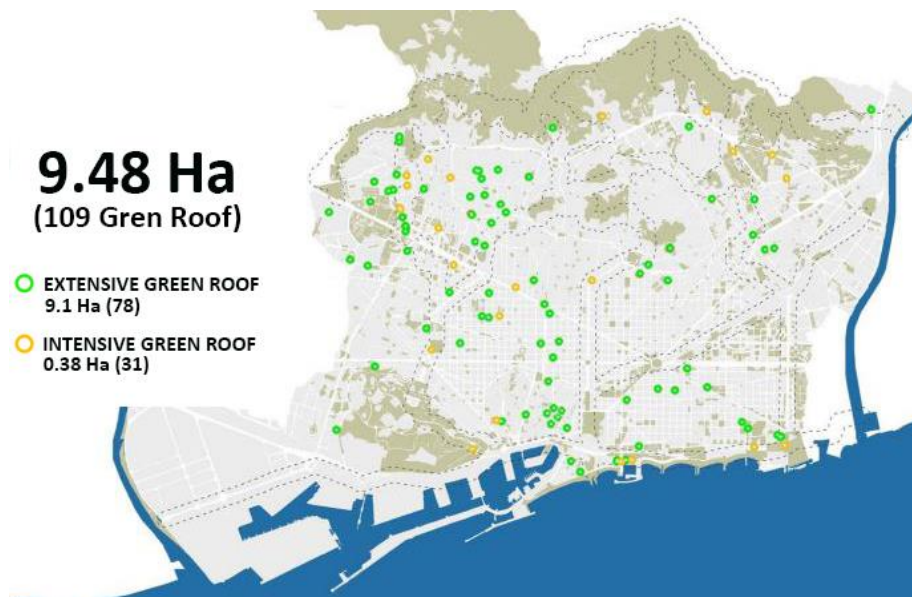 9.48 Ha
(109 Gren Roof)
EXTENSIVE GREEN ROOF
9.1 Ha (78)
INTENSIVE GREEN ROOF
0.38 Ha (31)